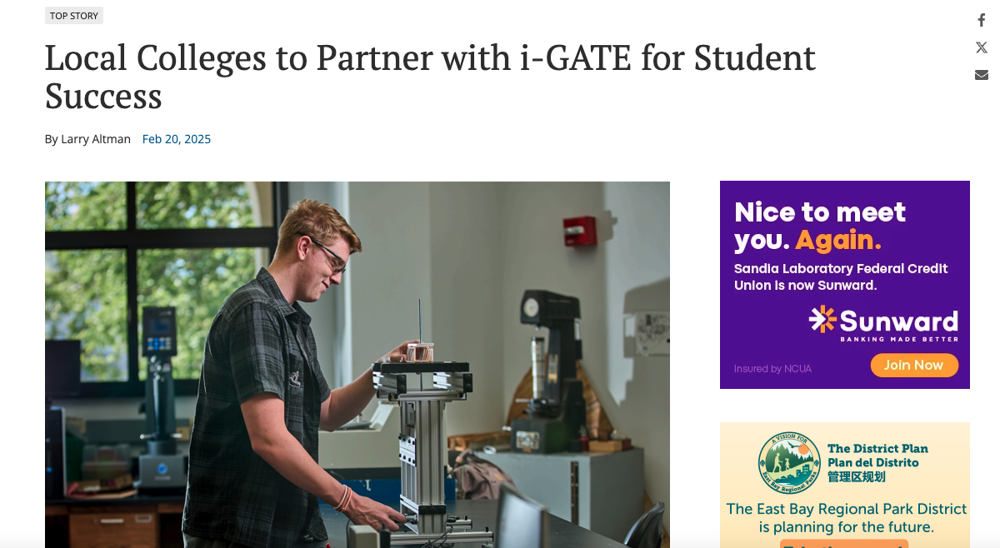 TOP STORY
Local Colleges to Partner with i-GATE for Student
Success
By Larry Altman Feb 20, 2025
Nice to meet
you. Again.
Sandia Laboratory Federal Credit
Union is now Sunward.
Sunward
BANKING MADE BETTER
Insured by NCUA
Join Now
A VISION FOR
East Bay Regional Parks
The District Plan
Plan del Distrito
管理区规划
The East Bay Regional Park District
is planning for the future.